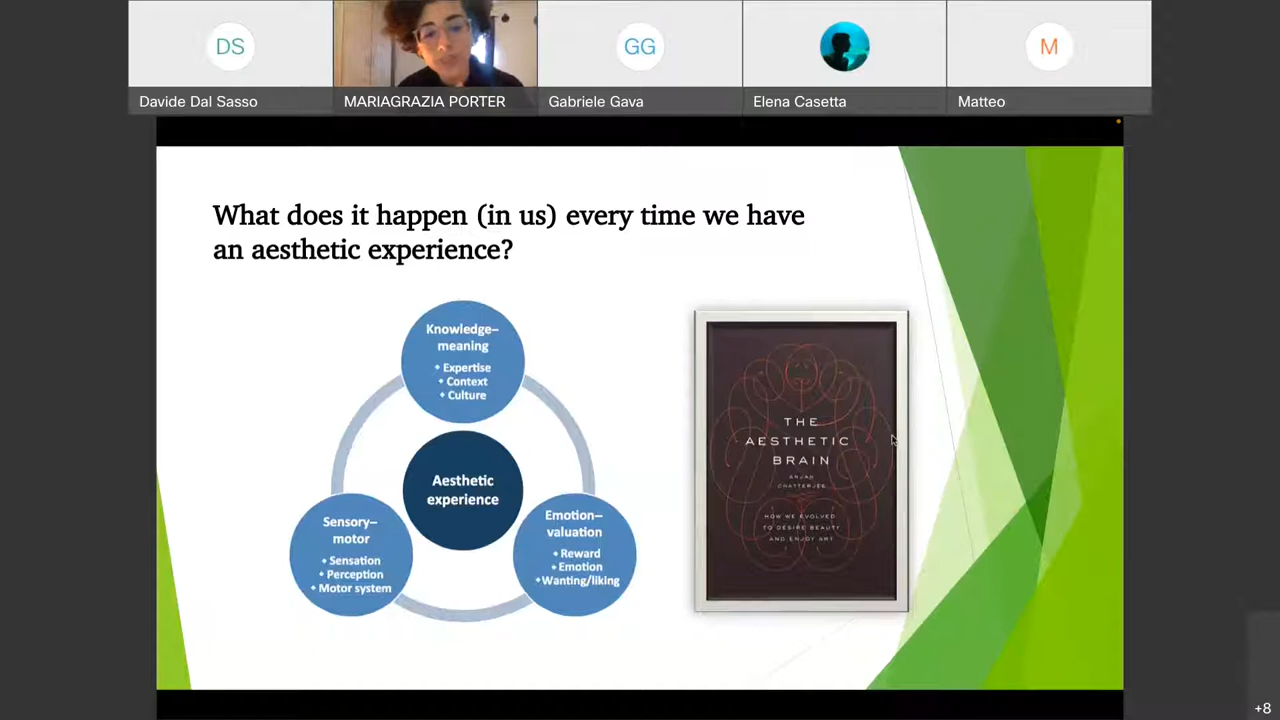 DS
GG
M
Davide Dal Sasso
MARIAGRAZIA PORTER
Gabriele Gava
Elena Casetta
Matteo
What does it happen (in us) every time we have
an aesthetic experience?
Knowledge–
meaning
• Expertise
• Context
• Culture
Aesthetic
experience
Sensory–
motor
• Sensation
• Perception
• Motor system
Emotion–
valuation
• Reward
• Emotion
•Wanting/liking
THE
AESTHETIC
BRAIN
ANJAN
CHATTERJEE
HOW WE EVOLVED
TO DESIRE BEAUTY
AND ENJOY ART
+8